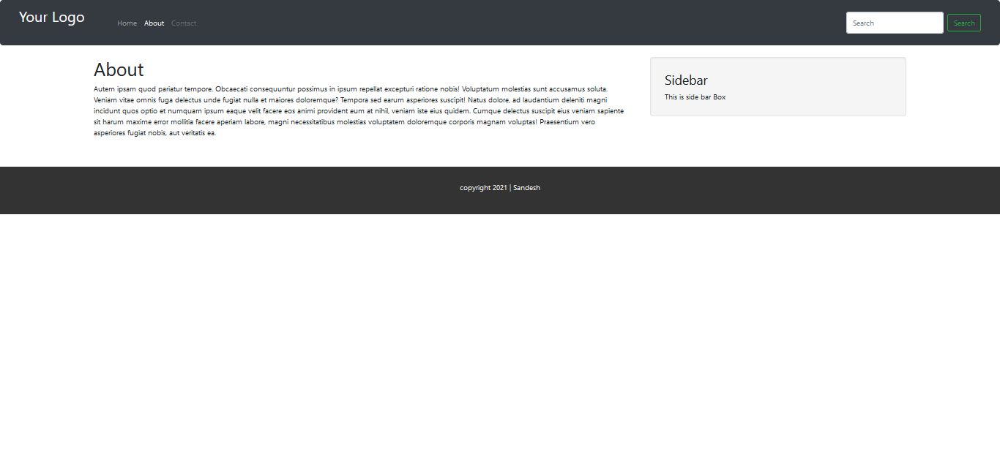 Your Logo
Home About Contact
Search Search
About
Autem ipsam quod pariatur tempore. Obcaecati consequuntur possimus in ipsum repellat excepturi ratione nobis! Voluptatum molestias sunt accusamus soluta.
Veniam vitae omnis fuga delectus unde fugiat nulla et maiores doloremque? Tempora sed earum asperiores suscipit! Natus dolore, ad laudantium deleniti magni
incidunt quos optio et numquam ipsum eaque velit facere eos animi provident eum at nihil, veniam iste eius quidem. Cumque delectus suscipit eius veniam sapiente
sit harum maxime error mollitia facere aperiam labore, magni necessitatibus molestias voluptatem doloremque corporis magnam voluptas! Praesentium vero
asperiores fugiat nobis, aut veritatis ea.
Sidebar
This is side bar Box
copyright 2021 | Sandesh